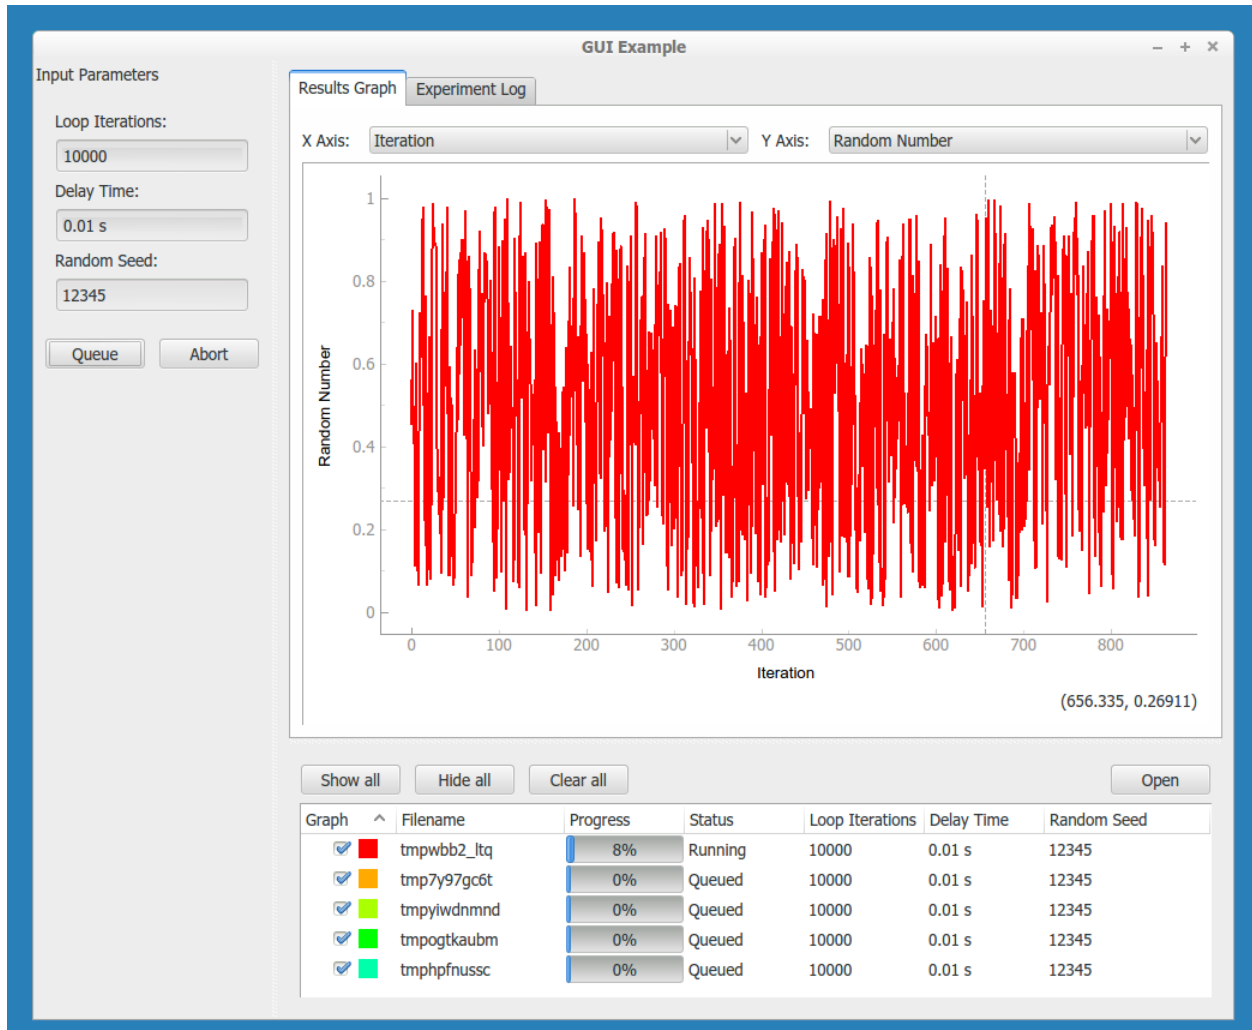 GUI Example
Input Parameters
Loop Iterations:
10000
Delay Time:
0.01 s
Random Seed:
12345
Queue Abort
Results Graph Experiment Log
X Axis: Iteration Y Axis: Random Number
1
0.8
0.6
0.4
0.2
0
Random Number
0 100 200 300 400 500 600 700 800
Iteration
(656.335, 0.26911)
Show all Hide all Clear all Open
Graph Filename Progress Status Loop Iterations Delay Time Random Seed
tmpwbb2_ltq 8% Running 10000 0.01 s 12345
tmp7y97gc6t 0% Queued 10000 0.01 s 12345
tmpyiwdnmnd 0% Queued 10000 0.01 s 12345
tmpogtkaubm 0% Queued 10000 0.01 s 12345
tmphpfnussc 0% Queued 10000 0.01 s 12345